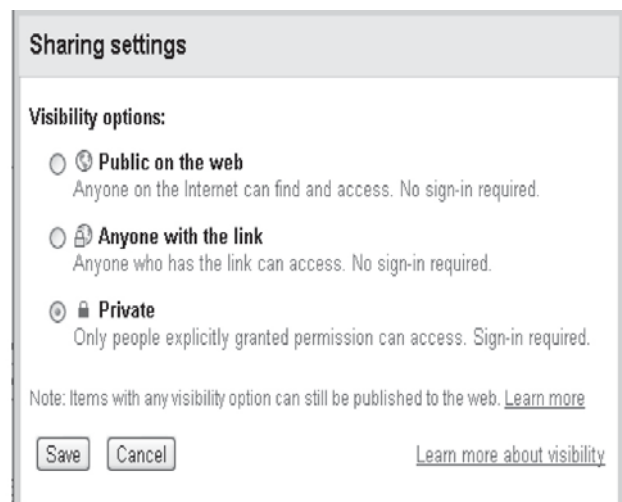 Sharing settings
Visibility options:
Public on the web
Anyone on the Internet can find and access. No sign-in required.
Anyone with the link
Anyone who has the link can access. No sign-in required.
Private
Only people explicitly granted permission can access. Sign-in required.
Note: Items with any visibility option can still be published to the web. Learn more
Save Cancel Learn more about visibility